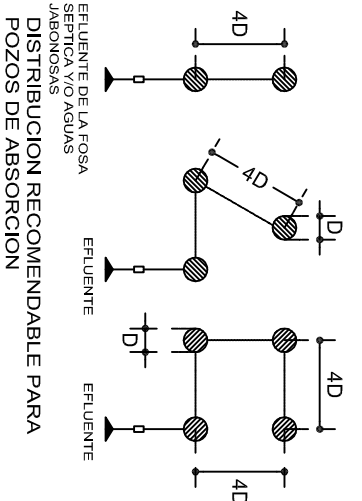 4D
EFLUENTE DE LA FOSA
SEPTICA Y/O AGUAS
JABONOSAS
4D
D
EFLUENTE
4D
D
4D
EFLUENTE
DISTRIBUCION RECOMENDABLE PARA
POZOS DE ABSORCION